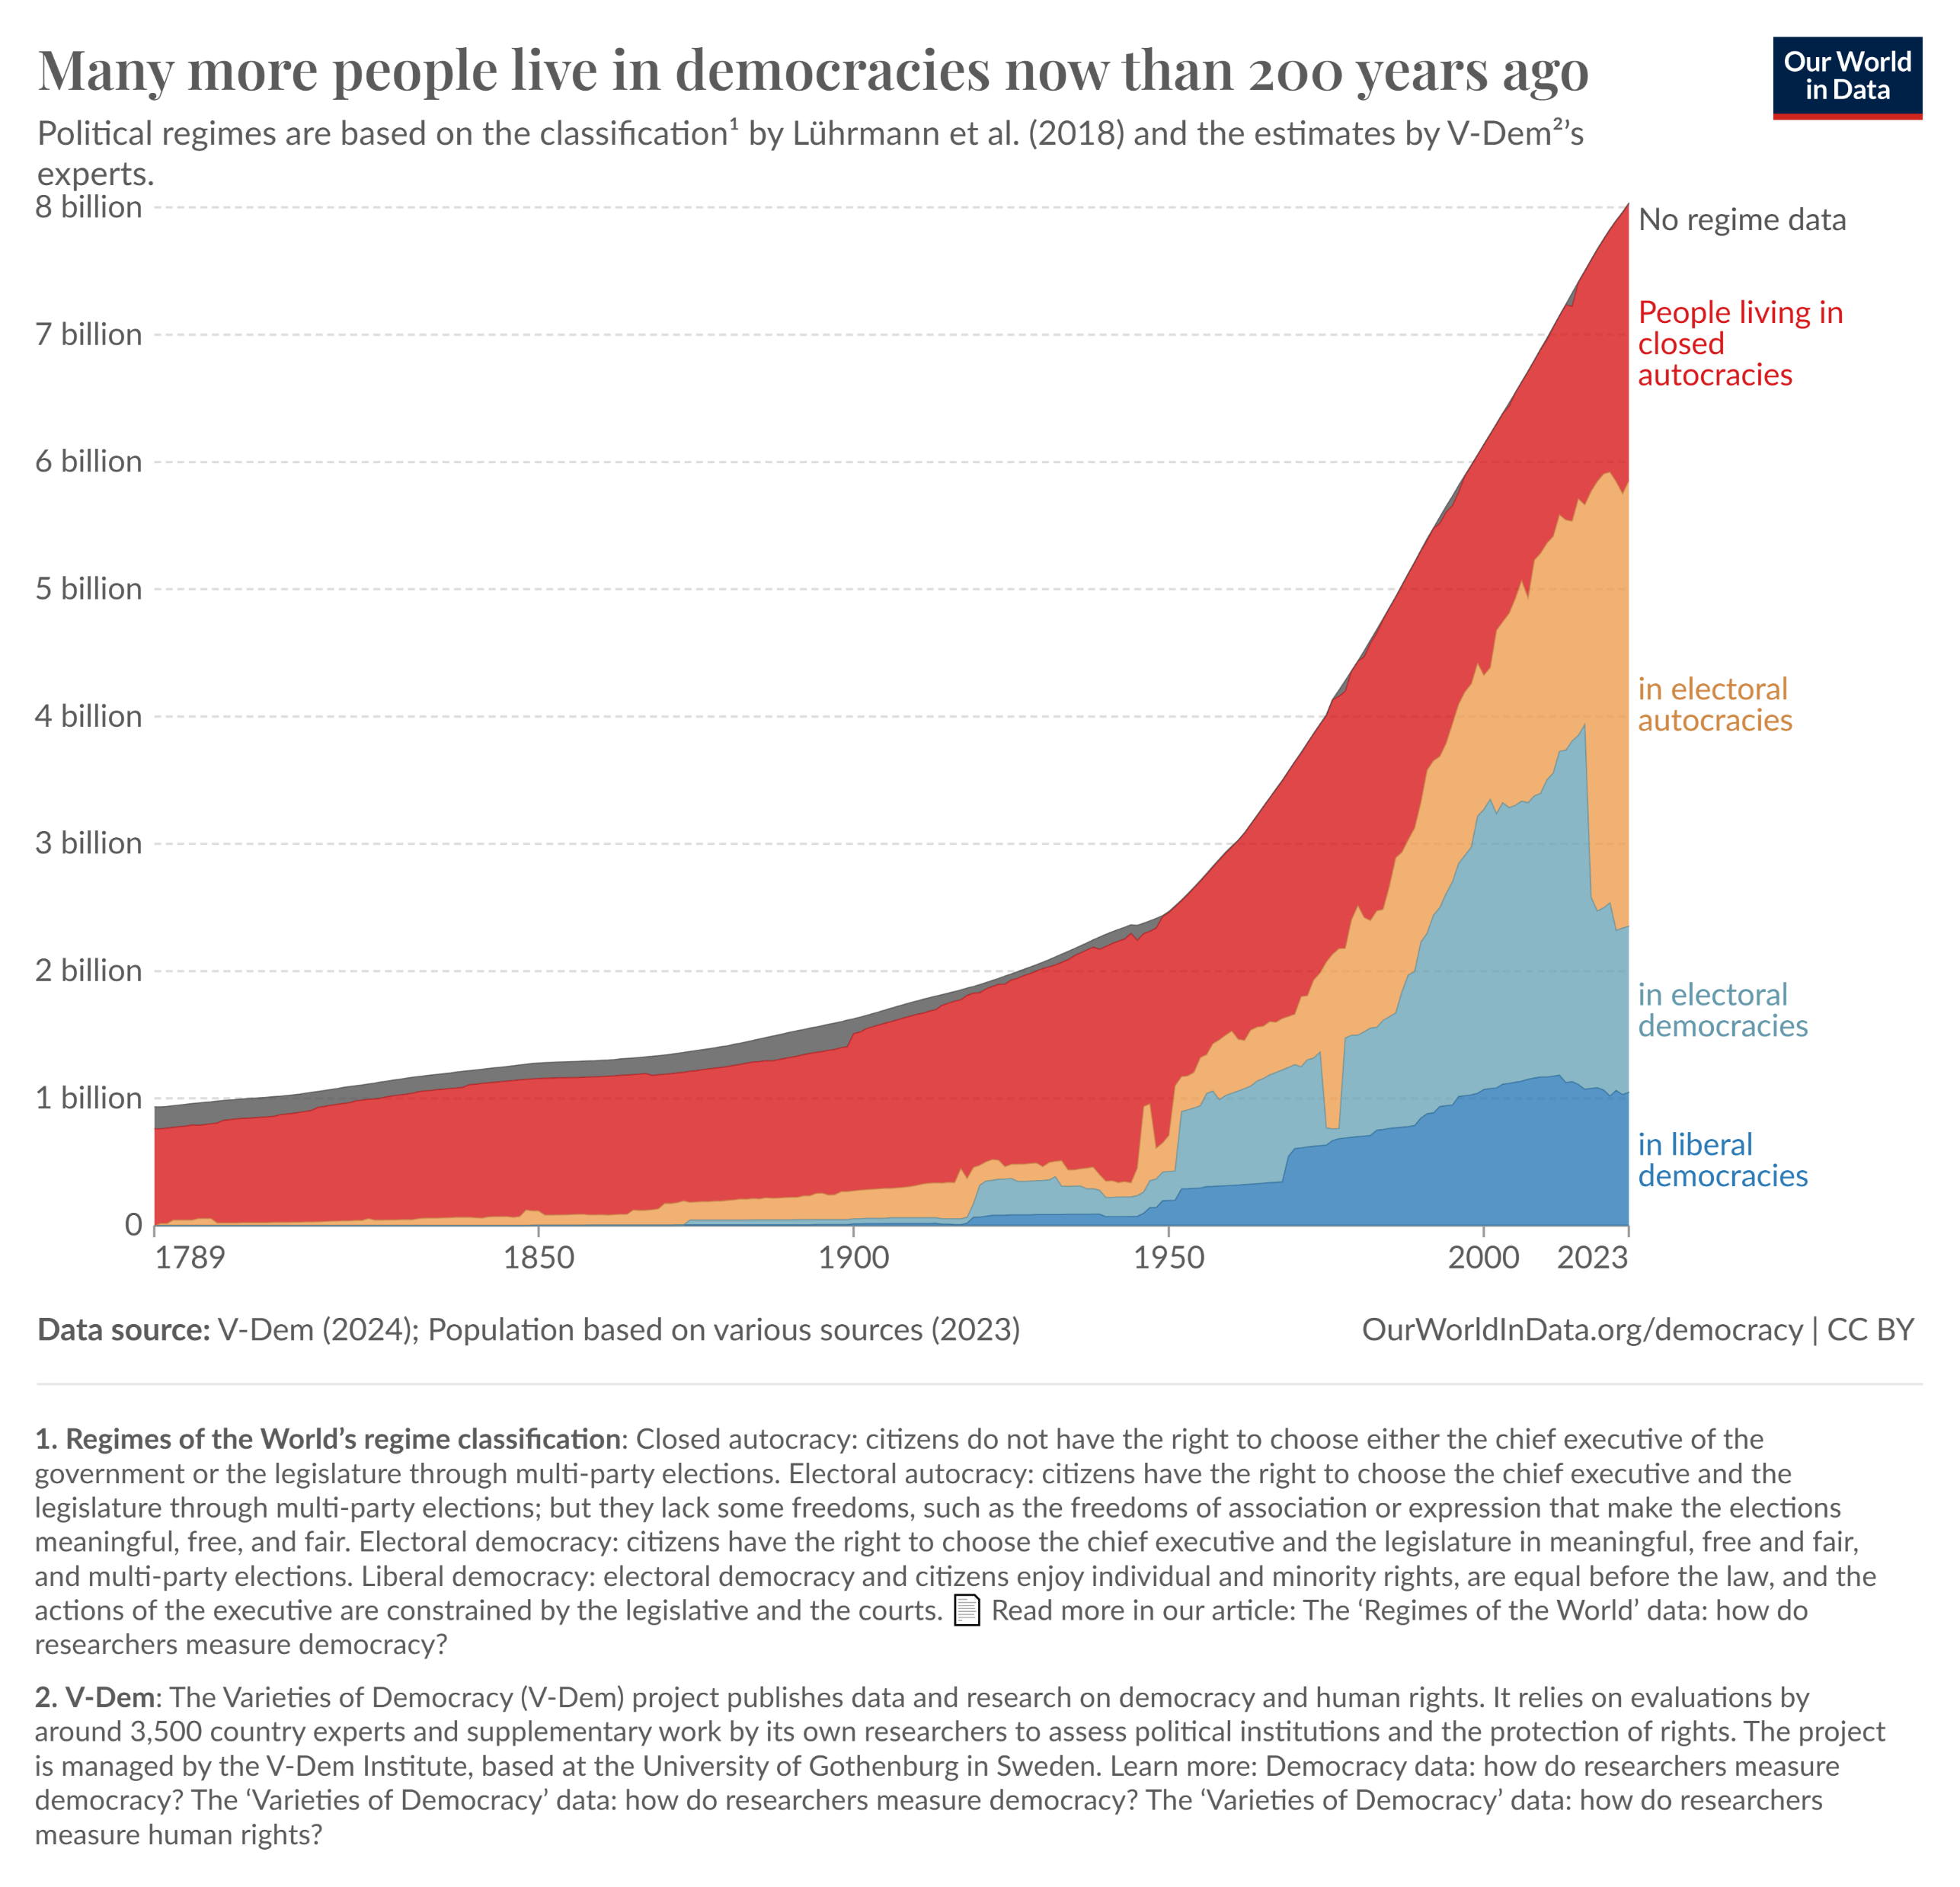 Many more people live in democracies now than 200 years ago
Our World
in Data
Political regimes are based on the classification¹ by Lührmann et al. (2018) and the estimates by V-Dem²’s
experts.
8 billion
7 billion
6 billion
5 billion
4 billion
3 billion
2 billion
1 billion
0
No regime data
People living in
closed
autocracies
in electoral
autocracies
in electoral
democracies
in liberal
democracies
1789
1850
1900
1950
2000
2023
Data source: V-Dem (2024); Population based on various sources (2023)
OurWorldInData.org/democracy | CC BY
1. Regimes of the World’s regime classification: Closed autocracy: citizens do not have the right to choose either the chief executive of the
government or the legislature through multi-party elections. Electoral autocracy: citizens have the right to choose the chief executive and the
legislature through multi-party elections; but they lack some freedoms, such as the freedoms of association or expression that make the elections
meaningful, free, and fair. Electoral democracy: citizens have the right to choose the chief executive and the legislature in meaningful, free and fair,
and multi-party elections. Liberal democracy: electoral democracy and citizens enjoy individual and minority rights, are equal before the law, and the
actions of the executive are constrained by the legislative and the courts. Read more in our article: The ‘Regimes of the World’ data: how do
researchers measure democracy?
2. V-Dem: The Varieties of Democracy (V-Dem) project publishes data and research on democracy and human rights. It relies on evaluations by
around 3,500 country experts and supplementary work by its own researchers to assess political institutions and the protection of rights. The project
is managed by the V-Dem Institute, based at the University of Gothenburg in Sweden. Learn more: Democracy data: how do researchers measure
democracy? The ‘Varieties of Democracy’ data: how do researchers measure democracy? The ‘Varieties of Democracy’ data: how do researchers
measure human rights?